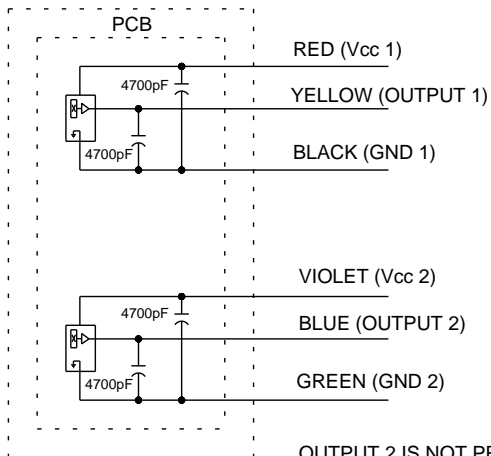 PCB
RED (Vcc 1)
4700pF
YELLOW (OUTPUT 1)
4700pF
BLACK (GND 1)
VIOLET (Vcc 2)
4700pF
BLUE (OUTPUT 2)
4700pF
GREEN (GND 2)
OUTPUT 2 IS NOT